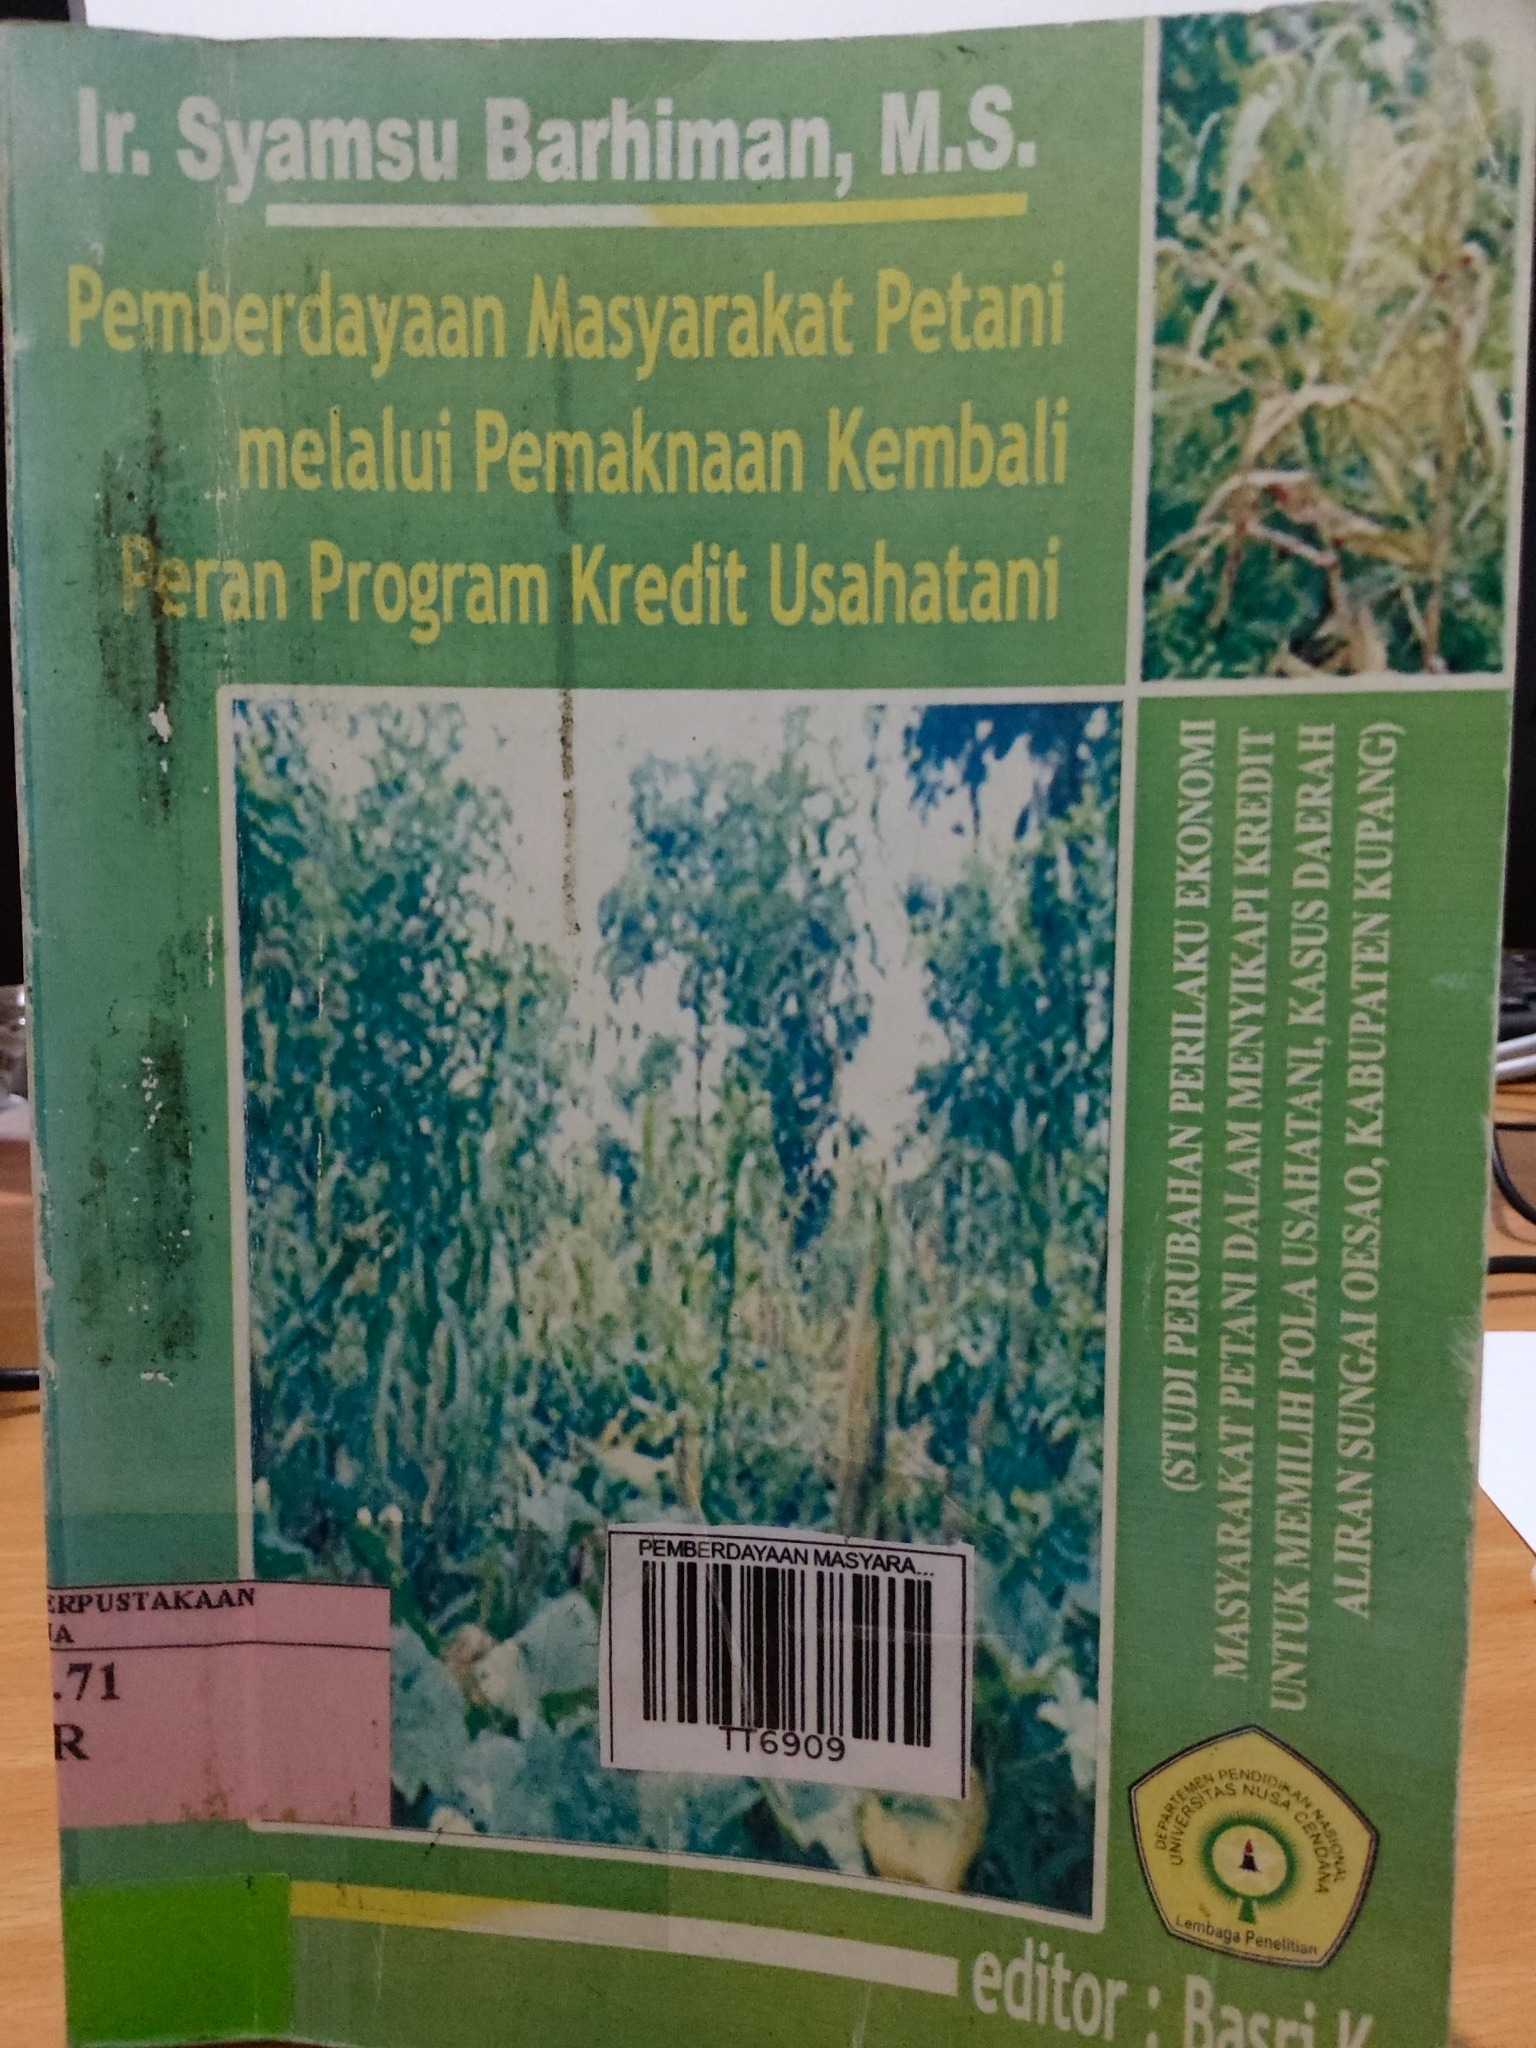 Ir. Syamsu Barhiman, M.S.
Pemberdayaan Masyarakat Petani
melalui Pemaknaan Kembali
Peran Program Kredit Usahatani
(STUDI PERUBAHAN PERILAKU EKONOMI
MASYARAKAT PETANI DALAM MENYIKAPI KREDIT
UNTUK MEMILIH POLA USAHATANI, KASUS DAERAH
ALIRAN SUNGAI OESAO, KABUPATEN KUPANG)
PEMBERDAYAAN MASYARA...
TT6909
ERPUSTAKAAN
.71
R
DEPARTEMEN PENDIDIKAN NASIONAL
UNIVERSITAS NUSA CENDANA
Lembaga Penelitian
editor : Basri K